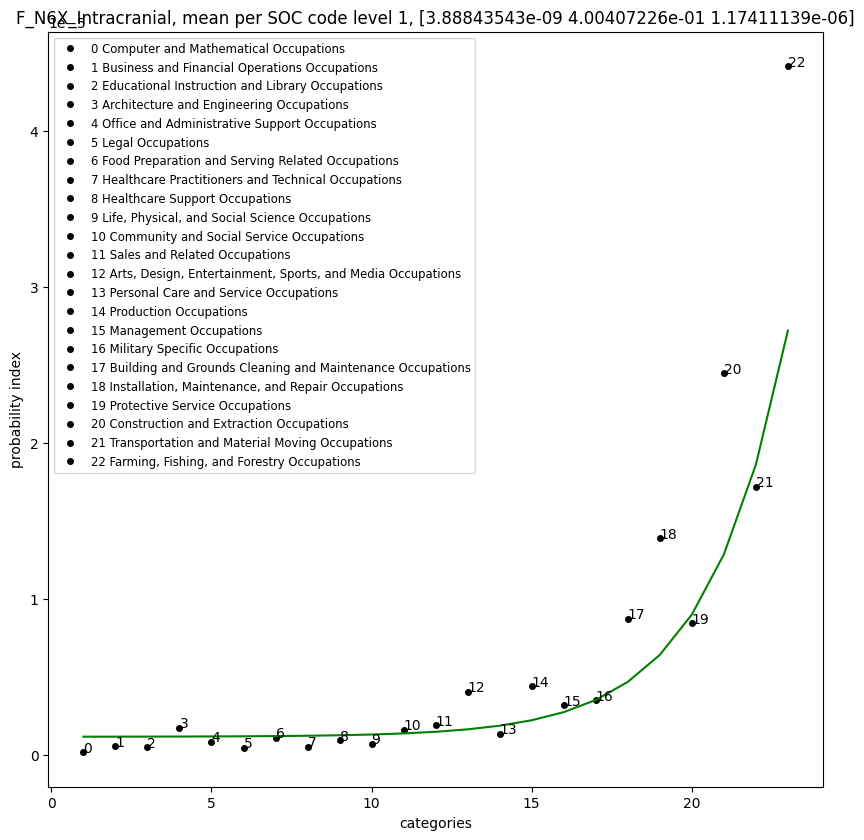 F_N6X_Intracranial, mean per SOC code level 1, [3.88843543e-09 4.00407226e-01 1.17411139e-06]
1e−5
0 Computer and Mathematical Occupations
1 Business and Financial Operations Occupations
2 Educational Instruction and Library Occupations
3 Architecture and Engineering Occupations
4 Office and Administrative Support Occupations
5 Legal Occupations
6 Food Preparation and Serving Related Occupations
7 Healthcare Practitioners and Technical Occupations
8 Healthcare Support Occupations
9 Life, Physical, and Social Science Occupations
10 Community and Social Service Occupations
11 Sales and Related Occupations
12 Arts, Design, Entertainment, Sports, and Media Occupations
13 Personal Care and Service Occupations
14 Production Occupations
15 Management Occupations
16 Military Specific Occupations
17 Building and Grounds Cleaning and Maintenance Occupations
18 Installation, Maintenance, and Repair Occupations
19 Protective Service Occupations
20 Construction and Extraction Occupations
21 Transportation and Material Moving Occupations
22 Farming, Fishing, and Forestry Occupations
probability index
4
3
2
1
0
0
1
2
3
4
5
6
7
8
9
10
11
12
13
14
15
16
17
18
19
20
21
22
0
5
10
15
20
categories